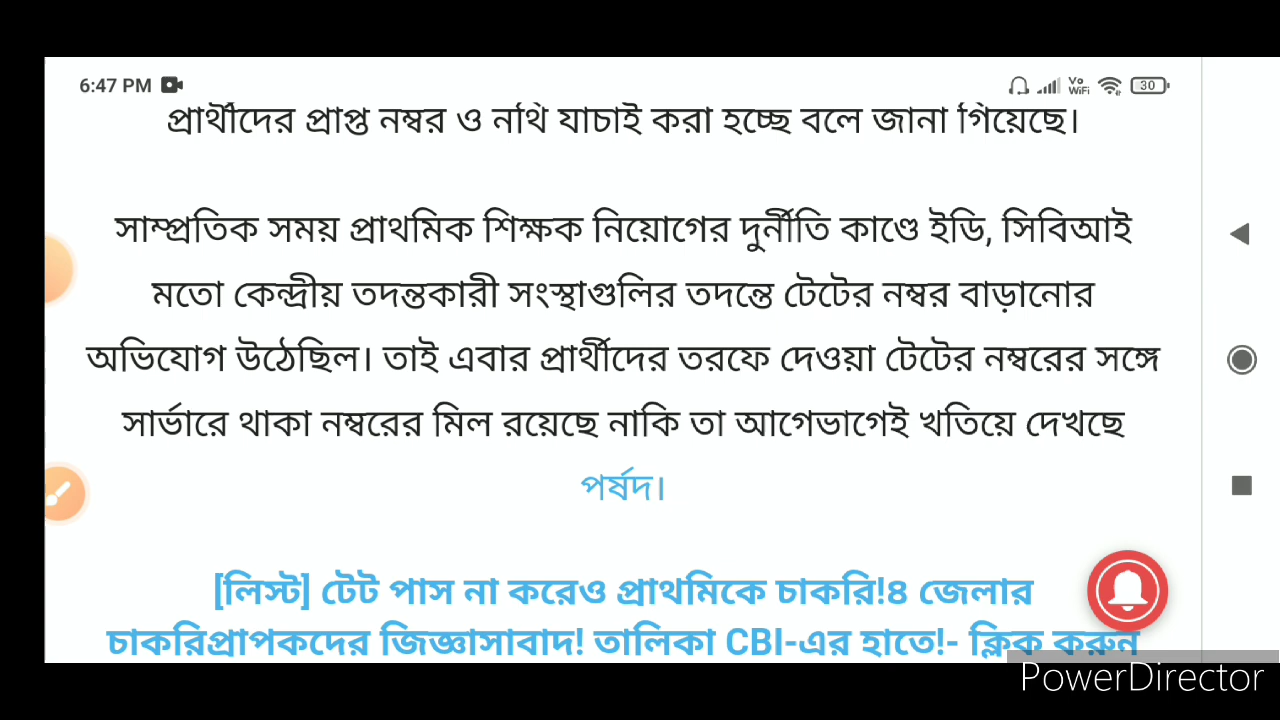 6:47 PM
Vo WiFi 30
প্রার্থীদের প্রাপ্ত নম্বর ও নথি যাচাই করা হচ্ছে বলে জানা গিয়েছে।
সাম্প্রতিক সময় প্রাথমিক শিক্ষক নিয়োগের দুর্নীতি কাণ্ডে ইডি, সিবিআই
মতো কেন্দ্রীয় তদন্তকারী সংস্থাগুলির তদন্তে টেটের নম্বর বাড়ানোর
অভিযোগ উঠেছিল। তাই এবার প্রার্থীদের তরফে দেওয়া টেটের নম্বরের সঙ্গে
সার্ভারে থাকা নম্বরের মিল রয়েছে নাকি তা আগেভাগেই খতিয়ে দেখছে
পর্ষদ।
[লিস্ট] টেট পাস না করেও প্রাথমিকে চাকরি!৪ জেলার
চাকরিপ্রাপকদের জিজ্ঞাসাবাদ! তালিকা CBI-এর হাতে!- ক্লিক করুন
PowerDirector